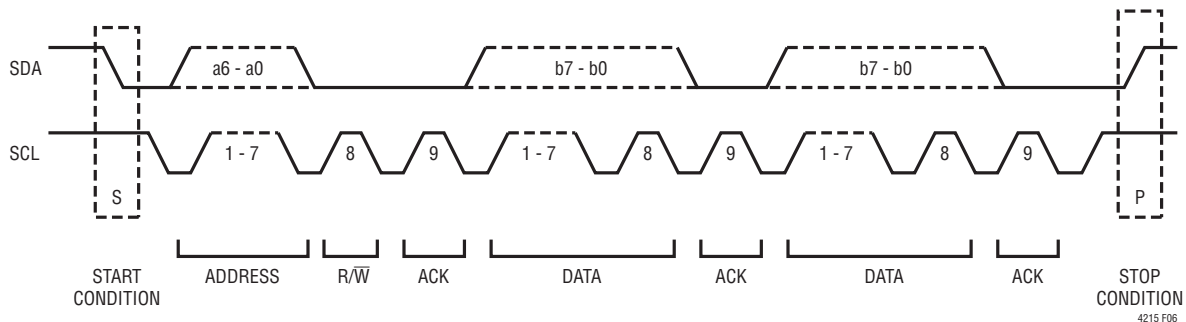 SDA
a6 - a0
b7 - b0
b7 - b0
SCL
1 - 7
8
9
1 - 7
8
9
1 - 7
8
9
S
P
START
CONDITION
ADDRESS
R/W̅
ACK
DATA
ACK
DATA
ACK
STOP
CONDITION
4215 F06